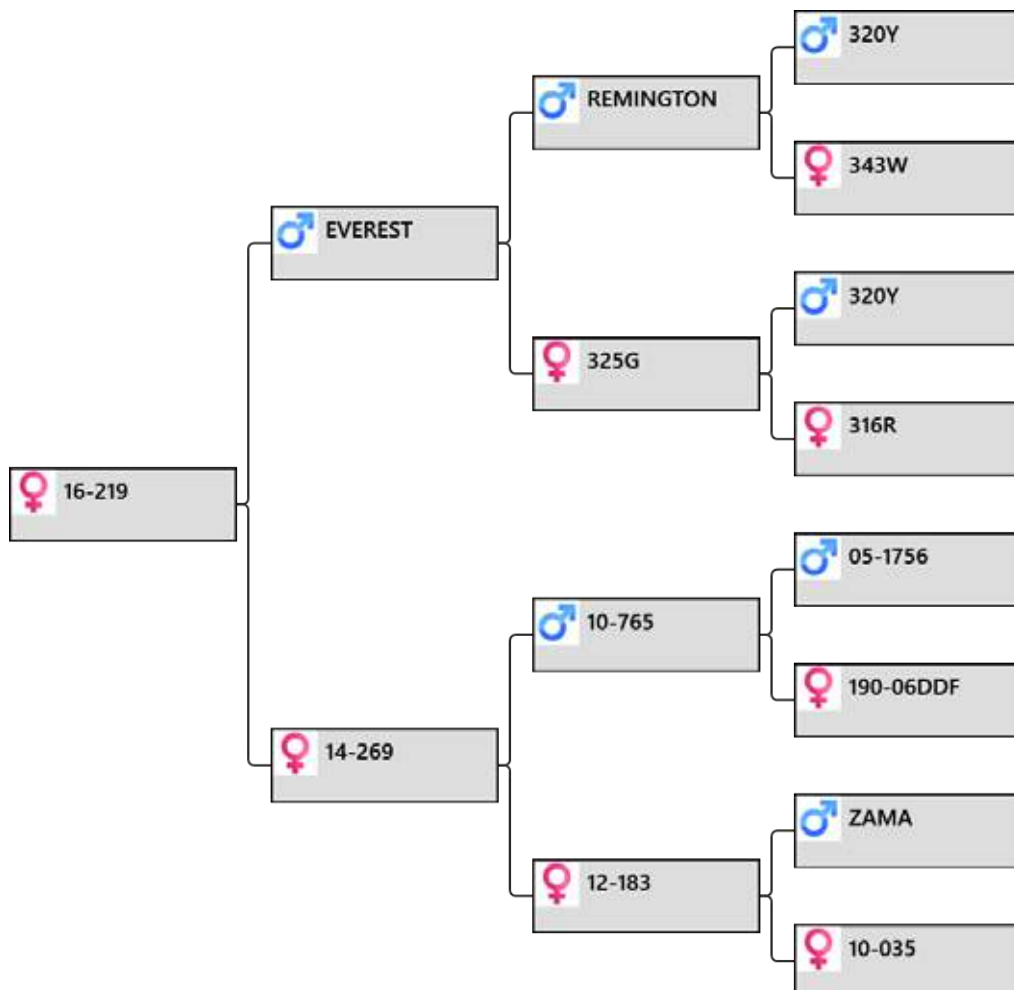 320Y
REMINGTON
343W
EVEREST
320Y
325G
316R
16-219
05-1756
10-765
190-06DDF
14-269
ZAMA
12-183
10-035